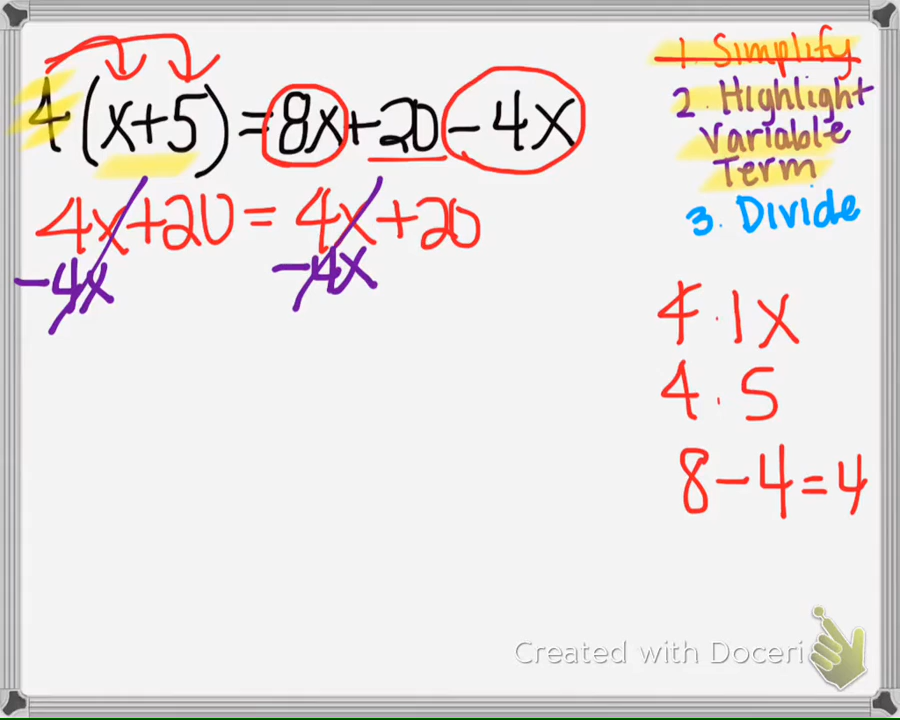 4(x+5)=8x+20-4x
4x+20=4x+20
-4x -4x
1. Simplify
2. Highlight
Variable
Term
3. Divide
4·1x
4·5
8-4=4
Created with Doceri